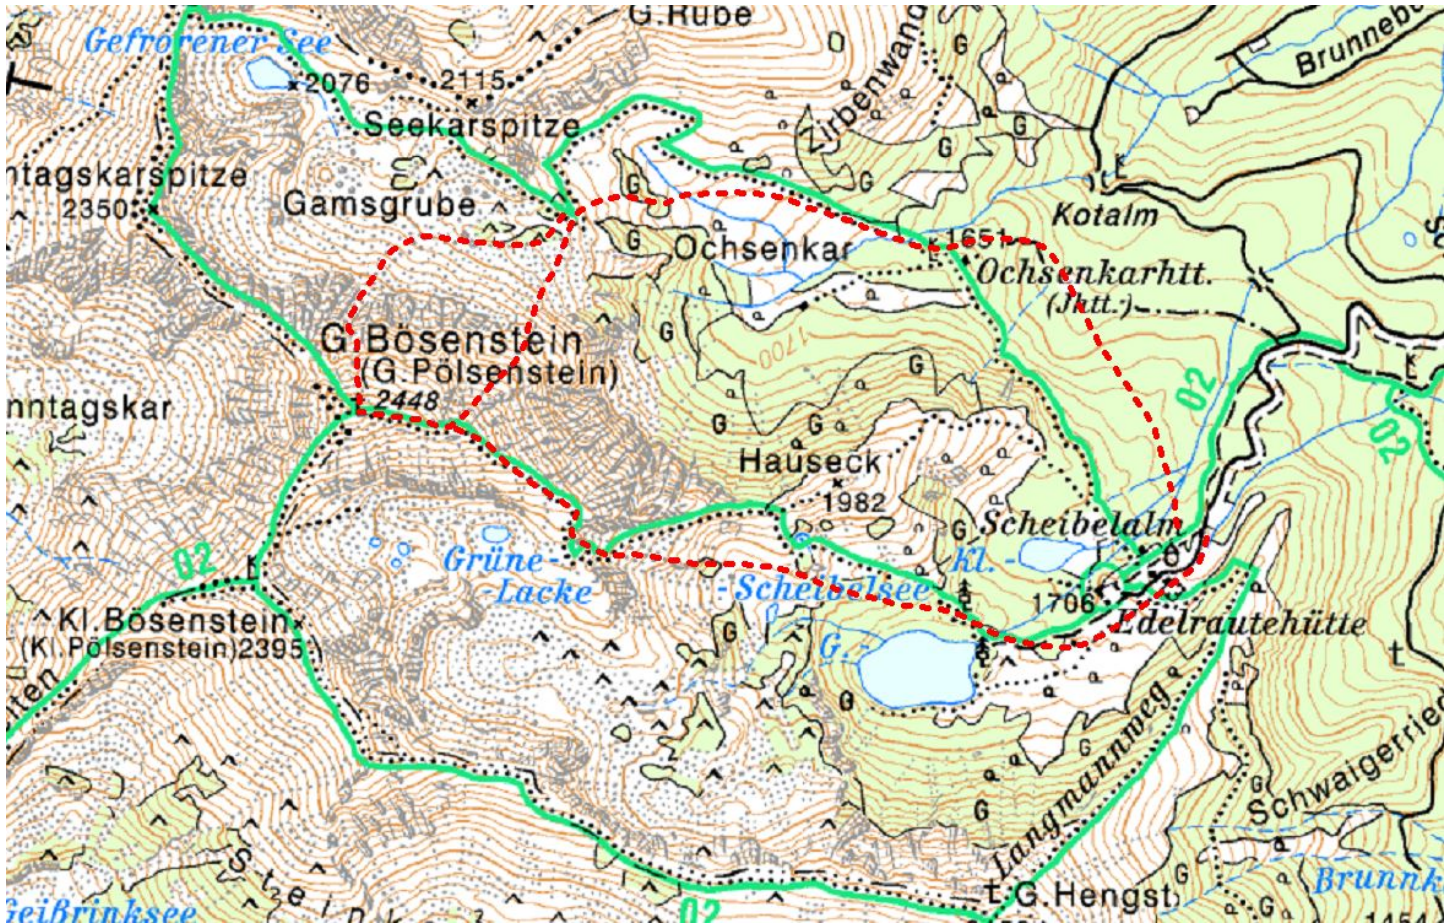 G.Rube
Gefrorener See
Brunnebo
2076
2115
Seekarspitze
Zirbenwand
G
G
G
ntagskarspitze
2350
Gamsgrube
G
G
Kotalm
G
Ochsenkar
1651
Ochsenkarhtt.
(Jhtt.)
G. Bösenstein
(G.Pölsenstein)
2448
G
1700
G
nntagskar
02
G
G
02
Hauseck
1982
G
Scheibelalm
02
Grüne-
-Lacke
-Scheibelsee
Kl.-
1706
Edelrautehütte
Kl.Bösenstein
(Kl.Pölsenstein)2395
G
G.-
t
G
Langmannweg
G
G
G
Schwaigerried
Steink
t.G.Hengst
G
G
Brunnk
Geißrinksee
02